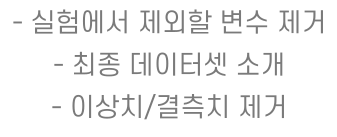 - 실험에서 제외할 변수 제거
- 최종 데이터셋 소개
- 이상치/결측치 제거